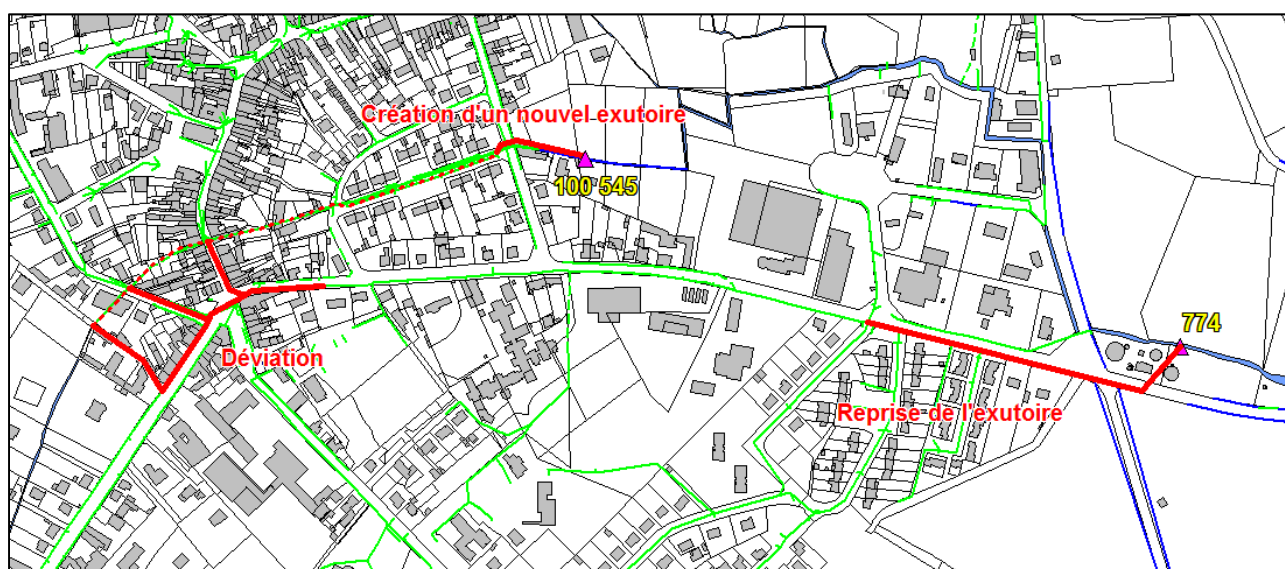 Création d'un nouvel exutoire
100 545
774
Déviation
Reprise de l'exutoire